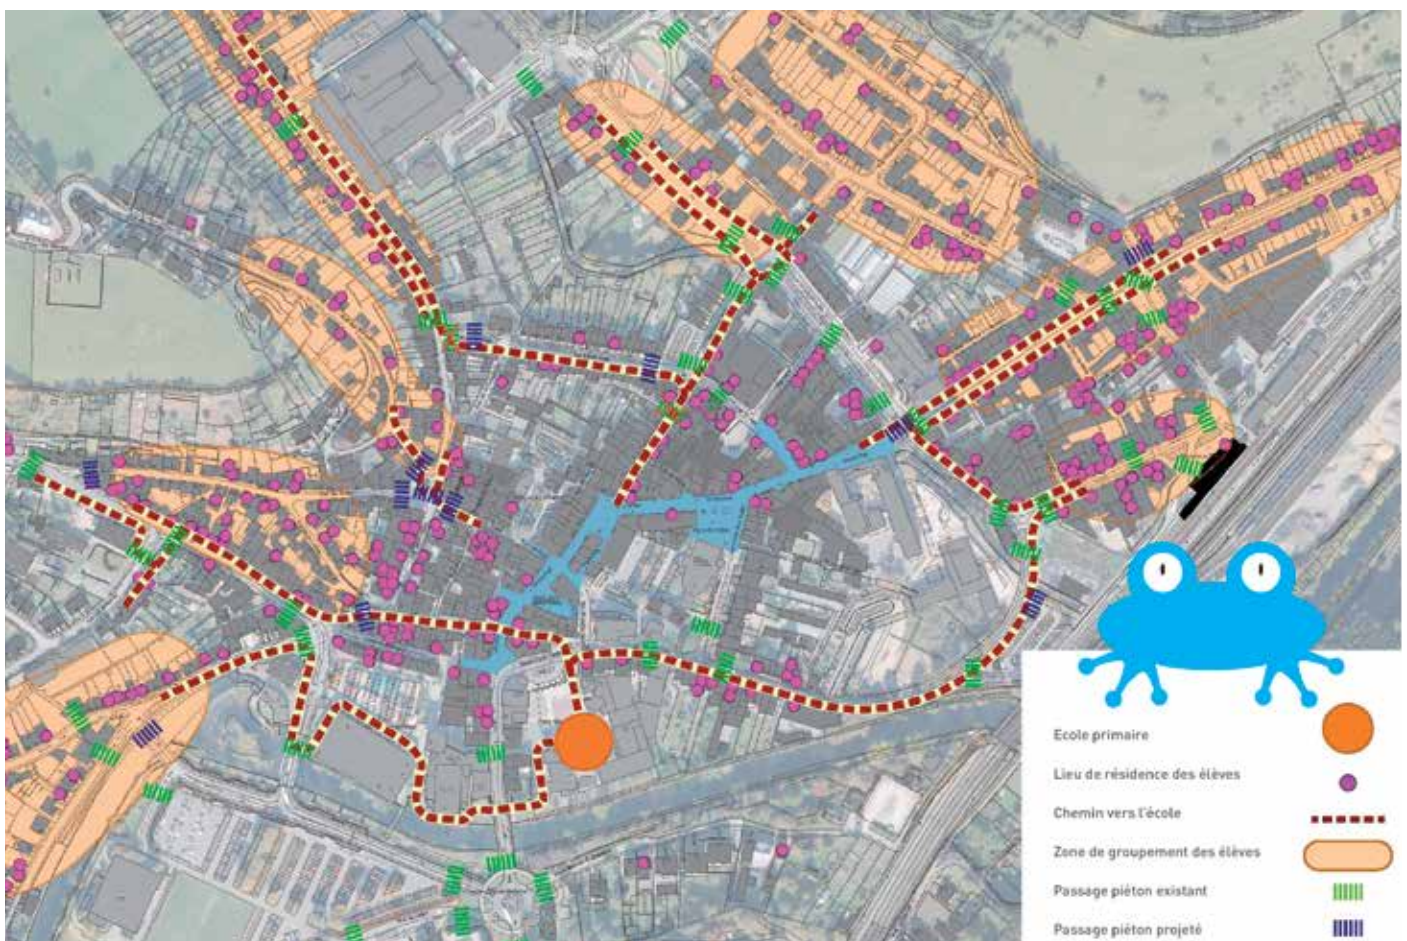 Ecole primaire
Lieu de résidence des élèves
Chemin vers l'école
Zone de groupement des élèves
Passage piéton existant
Passage piéton projeté